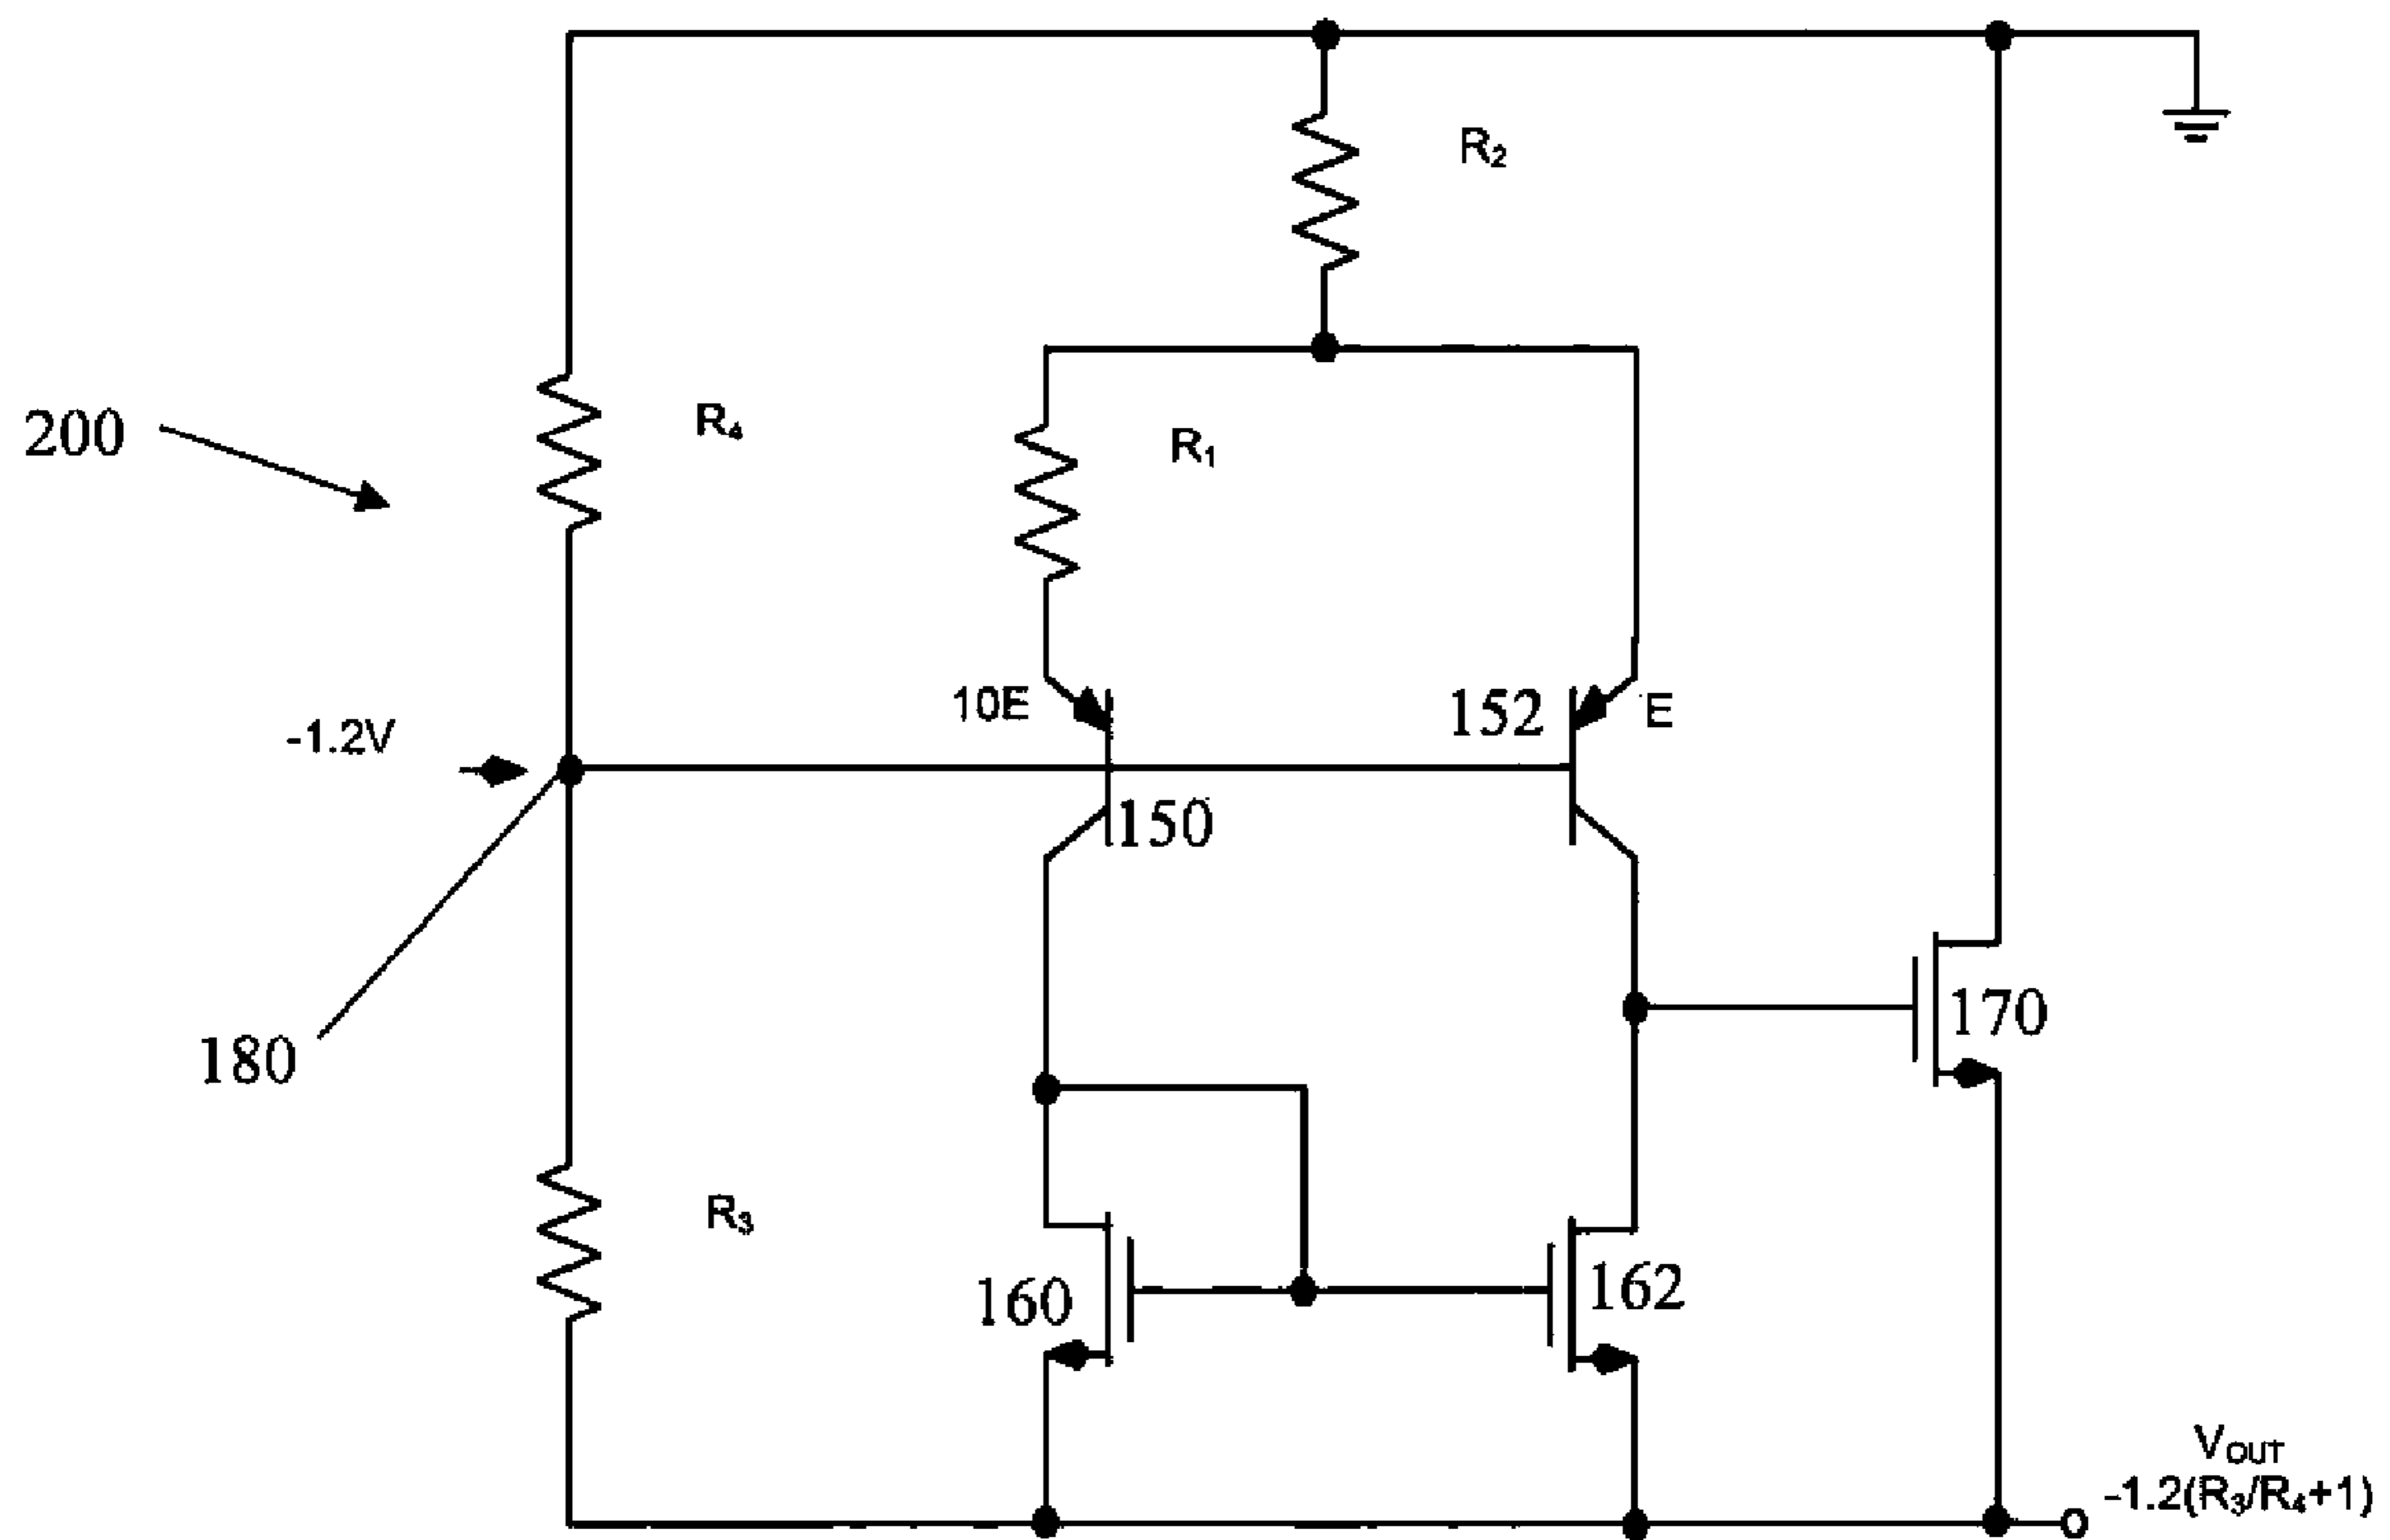 R₂
R₄
R₁
200
10E
152
E
-1.2V
150
170
180
R₃
160
162
V_OUT
-1.2(R₃/R₄+1)